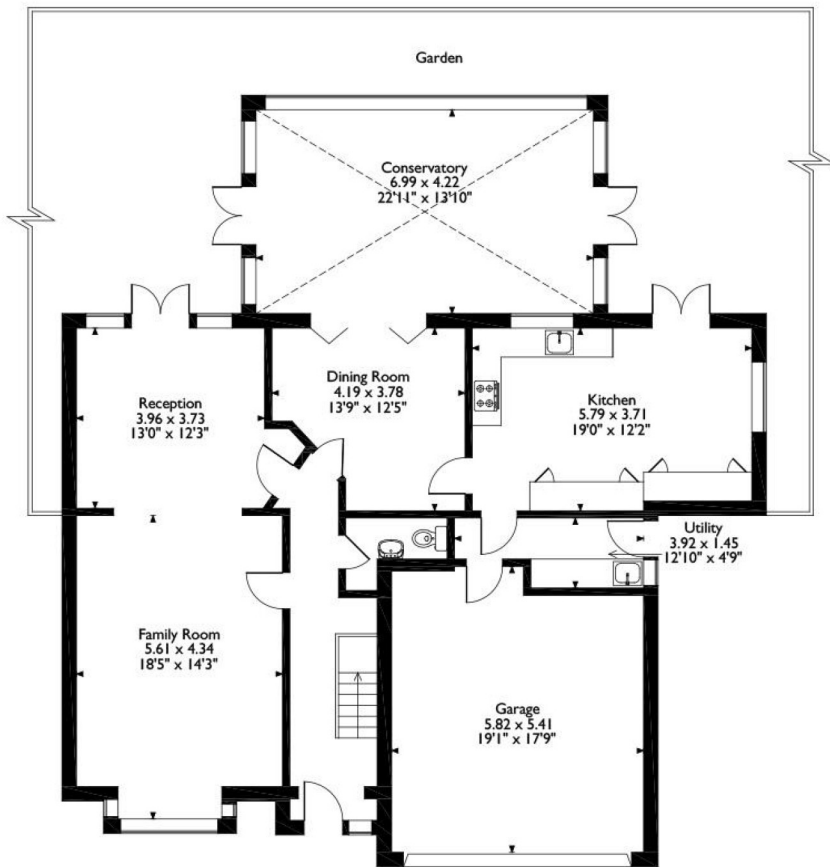 Garden
Conservatory
6.99 x 4.22
22'11" x 13'10"
Dining Room
4.19 x 3.78
13'9" x 12'5"
Reception
3.96 x 3.73
13'0" x 12'3"
Kitchen
5.79 x 3.71
19'0" x 12'2"
Utility
3.92 x 1.45
12'10" x 4'9"
Family Room
5.61 x 4.34
18'5" x 14'3"
Garage
5.82 x 5.41
19'1" x 17'9"